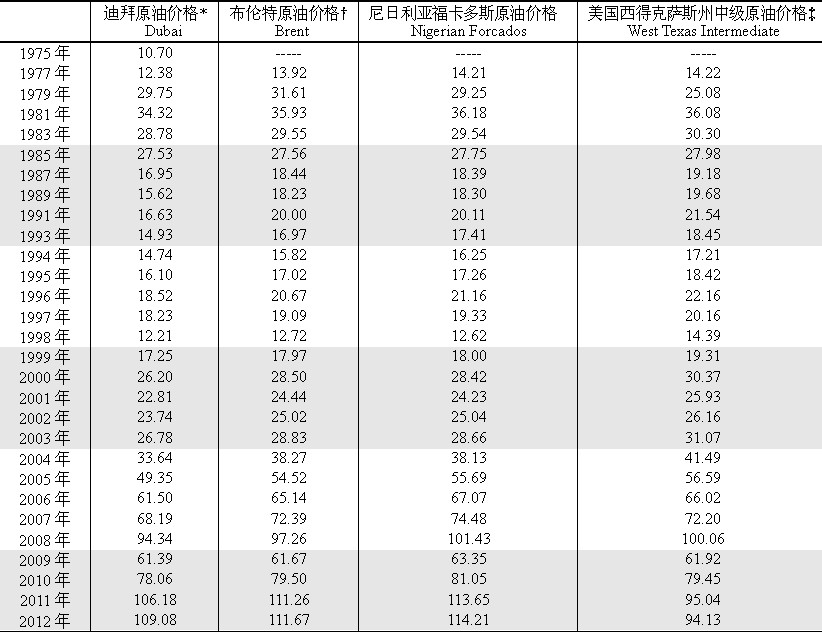 迪拜原油价格* 布伦特原油价格† 尼日利亚福卡多斯原油价格 美国西得克萨斯州中级原油价格‡
Dubai Brent Nigerian Forcados West Texas Intermediate
1975 年 10.70 ----- ----- -----
1977 年 12.38 13.92 14.21 14.22
1979 年 29.75 31.61 29.25 25.08
1981 年 34.32 35.93 36.18 36.08
1983 年 28.78 29.55 29.54 30.30
1985 年 27.53 27.56 27.75 27.98
1987 年 16.95 18.44 18.39 19.18
1989 年 15.62 18.23 18.30 19.68
1991 年 16.63 20.00 20.11 21.54
1993 年 14.93 16.97 17.41 18.45
1994 年 14.74 15.82 16.25 17.21
1995 年 16.10 17.02 17.26 18.42
1996 年 18.52 20.67 21.16 22.16
1997 年 18.23 19.09 19.33 20.16
1998 年 12.21 12.72 12.62 14.39
1999 年 17.25 17.97 18.00 19.31
2000 年 26.20 28.50 28.42 30.37
2001 年 22.81 24.44 24.23 25.93
2002 年 23.74 25.02 25.04 26.16
2003 年 26.78 28.83 28.66 31.07
2004 年 33.64 38.27 38.13 41.49
2005 年 49.35 54.52 55.69 56.59
2006 年 61.50 65.14 67.07 66.02
2007 年 68.19 72.39 74.48 72.20
2008 年 94.34 97.26 101.43 100.06
2009 年 61.39 61.67 63.35 61.92
2010 年 78.06 79.50 81.05 79.45
2011 年 106.18 111.26 113.65 95.04
2012 年 109.08 111.67 114.21 94.13